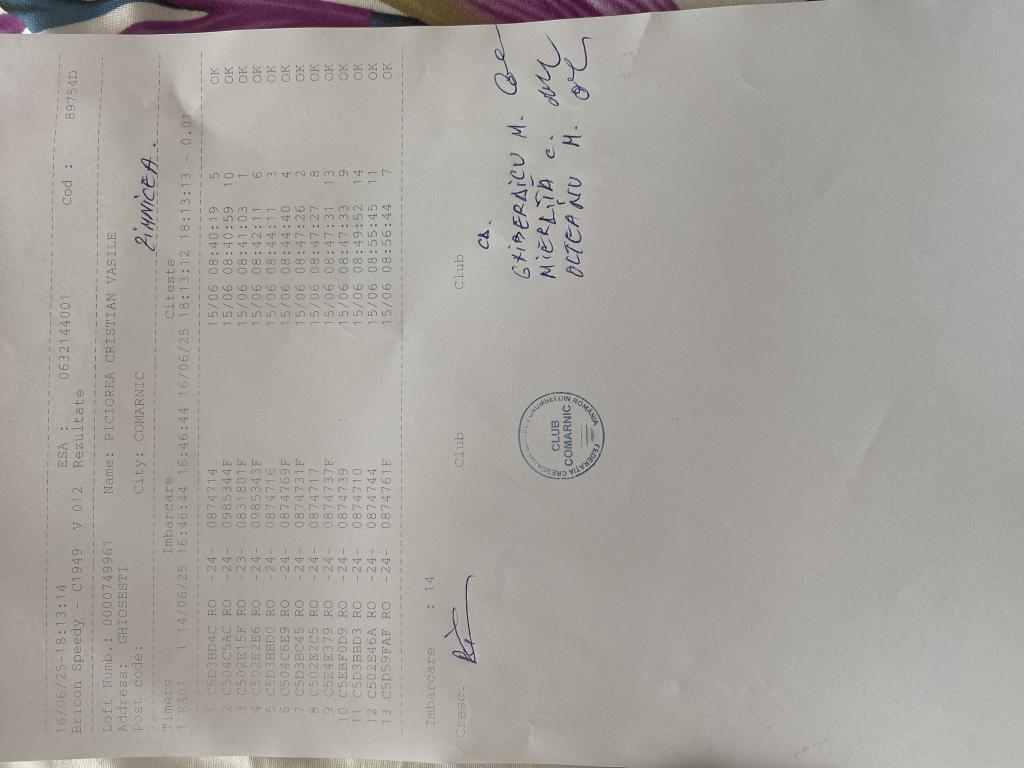 16/06/25-18:13:14 ESA : 0632144001
Bricon Speedy - C1949 V 012 Rezultate Cod : 89754D
Loft Numb.: 0000749961 Name: PICIOREA CRISTIAN VASILE
Address: GHIOSESTI
Post code: City: COMARNIC ZIMNICEA.
Timers Imbarcare Citeste
1 RA01 1 14/06/25 16:46:44 16:46:44 16/06/25 18:13:12 18:13:13 - 0.01
1 C5D3BD4C RO -24- 0874714 15/06 08:40:19 5 OK
2 C504C5AC RO -24- 0985344F 15/06 08:40:59 10 OK
3 C502E15F RO -23- 0831801F 15/06 08:41:03 1 OK
4 C502E2E6 RO -24- 0985343F 15/06 08:42:11 6 OK
5 C5D3BBD0 RO -24- 0874716 15/06 08:44:11 3 OK
6 C504C6E9 RO -24- 0874769F 15/06 08:44:40 4 OK
7 C5D3BC45 RO -24- 0874731F 15/06 08:47:26 2 OK
8 C502E2C5 RO -24- 0874717 15/06 08:47:27 8 OK
9 C5E1E379 RO -24- 0874737F 15/06 08:47:31 13 OK
10 C5EBF0D9 RO -24- 0874739 15/06 08:47:33 9 OK
11 C5D3BBD3 RO -24- 0874710 15/06 08:49:52 14 OK
12 C502E46A RO -24- 0874744 15/06 08:55:45 11 OK
13 C5D59FAF RO -24- 0874761F 15/06 08:56:44 7 OK
Imbarcare : 14
Cresc. Club Club
GHIBERDICU M.
MIERLIȚĂ C.
OLTEANU M.
CLUB
COMARNIC